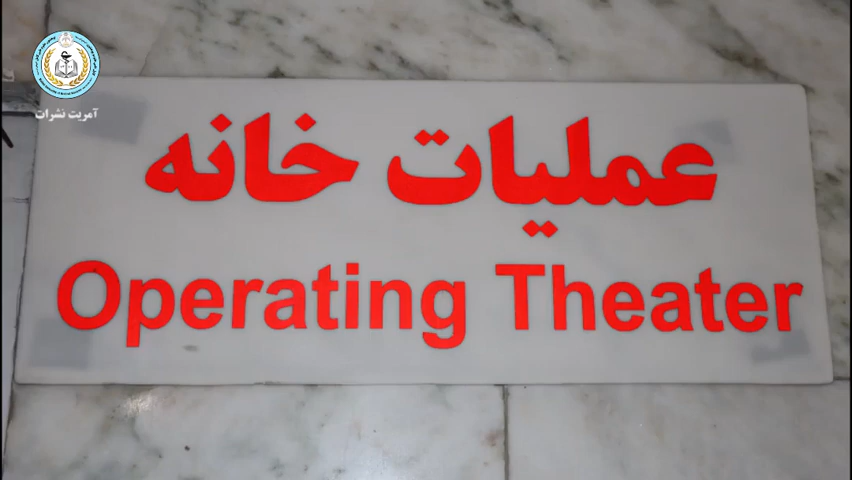 آمریت نشرات
عملیات خانه
Operating Theater